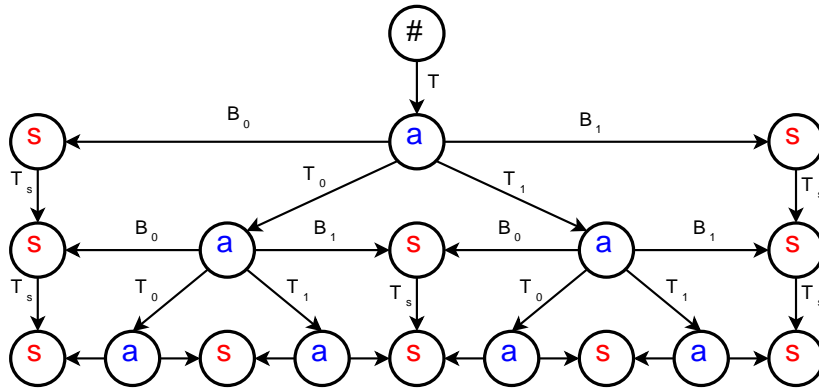 #
T
B₀ B₁
s a s
Tₛ T₀ T₁ Tₛ
B₀ B₁ B₀ B₁
s a s a s
Tₛ T₀ T₁ Tₛ T₀ T₁ Tₛ
s a s a s a s a s